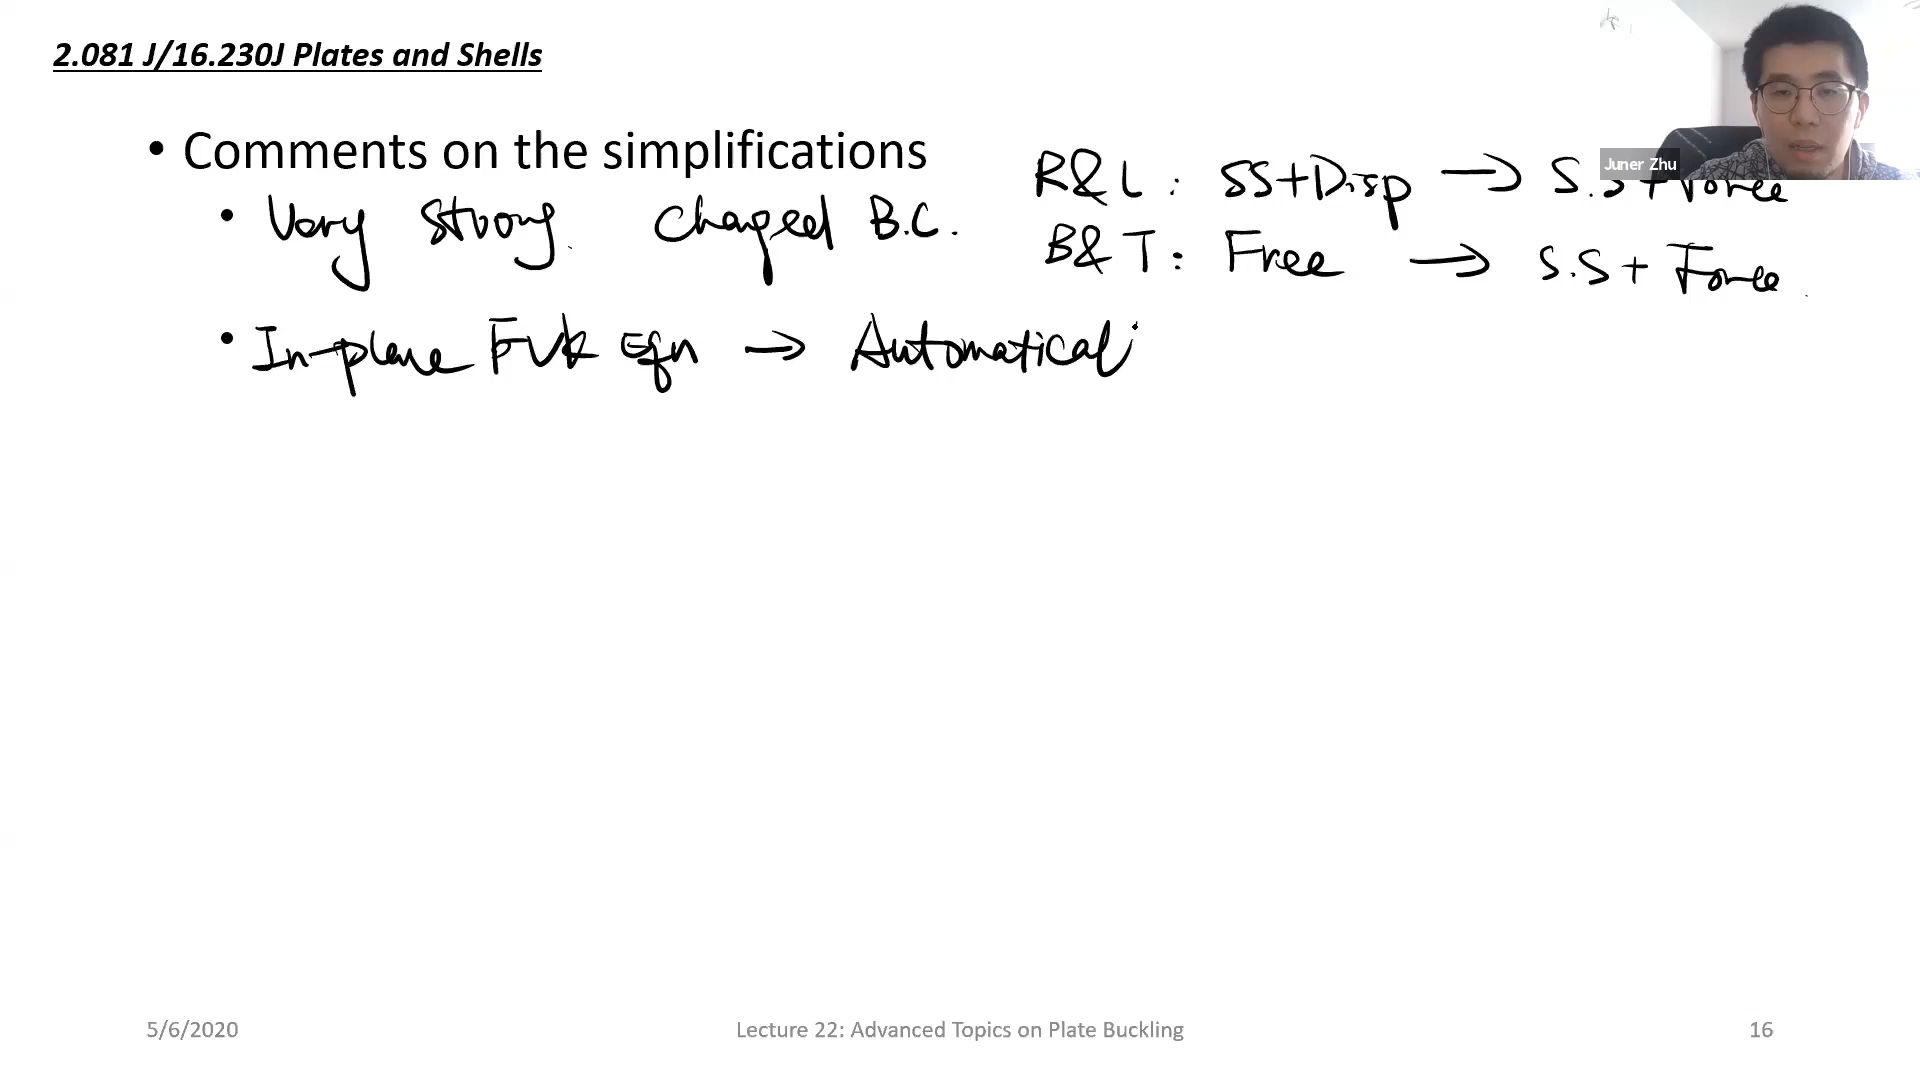 2.081 J/16.230J Plates and Shells
• Comments on the simplifications
• Very strong. Chaged B.C.
R&L: SS+Disp → S.S+Force
B&T: Free → S.S+Force
Juner Zhu
• In-plane FvK Eqn → Automatical
5/6/2020
Lecture 22: Advanced Topics on Plate Buckling
16